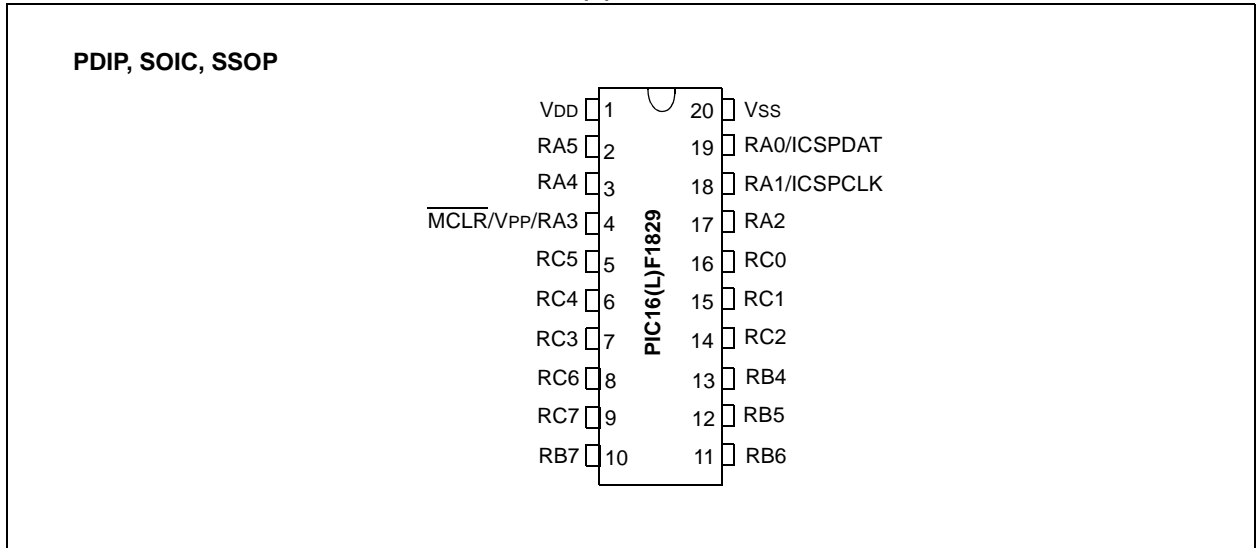 PDIP, SOIC, SSOP
VDD 1 20 VSS
RA5 2 19 RA0/ICSPDAT
RA4 3 18 RA1/ICSPCLK
MCLR/VPP/RA3 4 17 RA2
RC5 5 16 RC0
RC4 6 15 RC1
RC3 7 14 RC2
RC6 8 13 RB4
RC7 9 12 RB5
RB7 10 11 RB6
PIC16(L)F1829